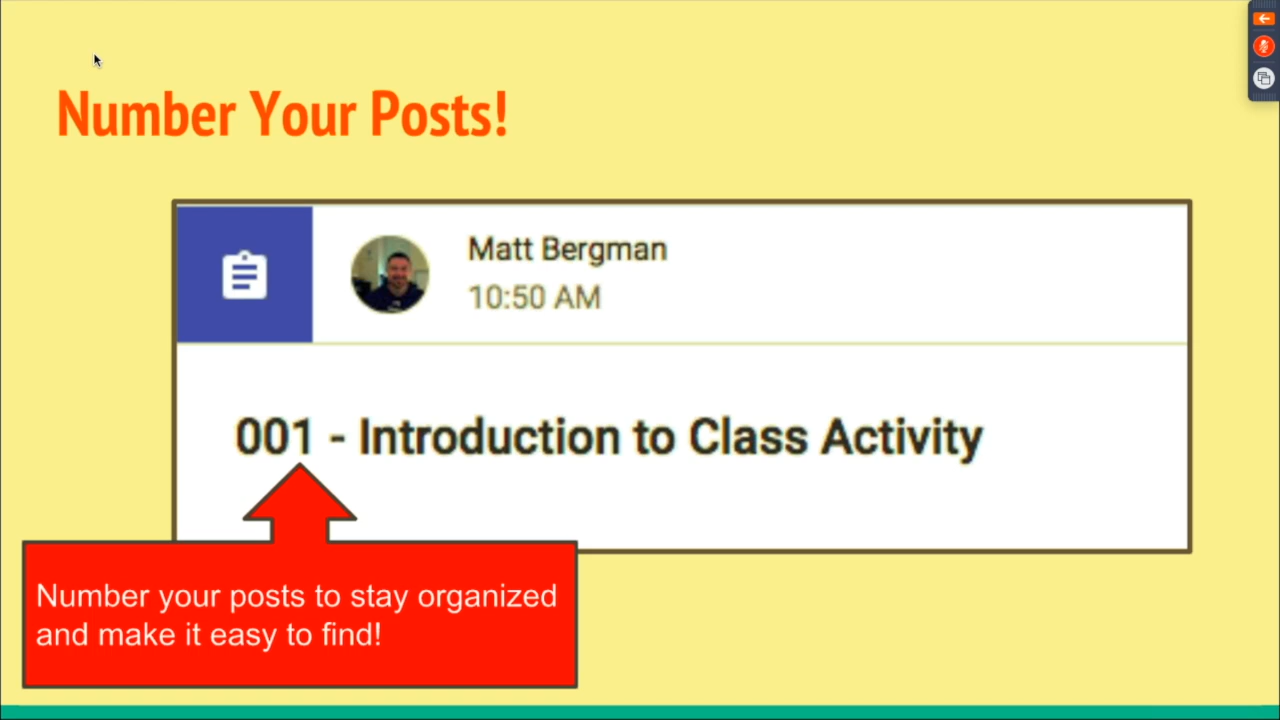 Number Your Posts!
Matt Bergman
10:50 AM
001 - Introduction to Class Activity
Number your posts to stay organized
and make it easy to find!